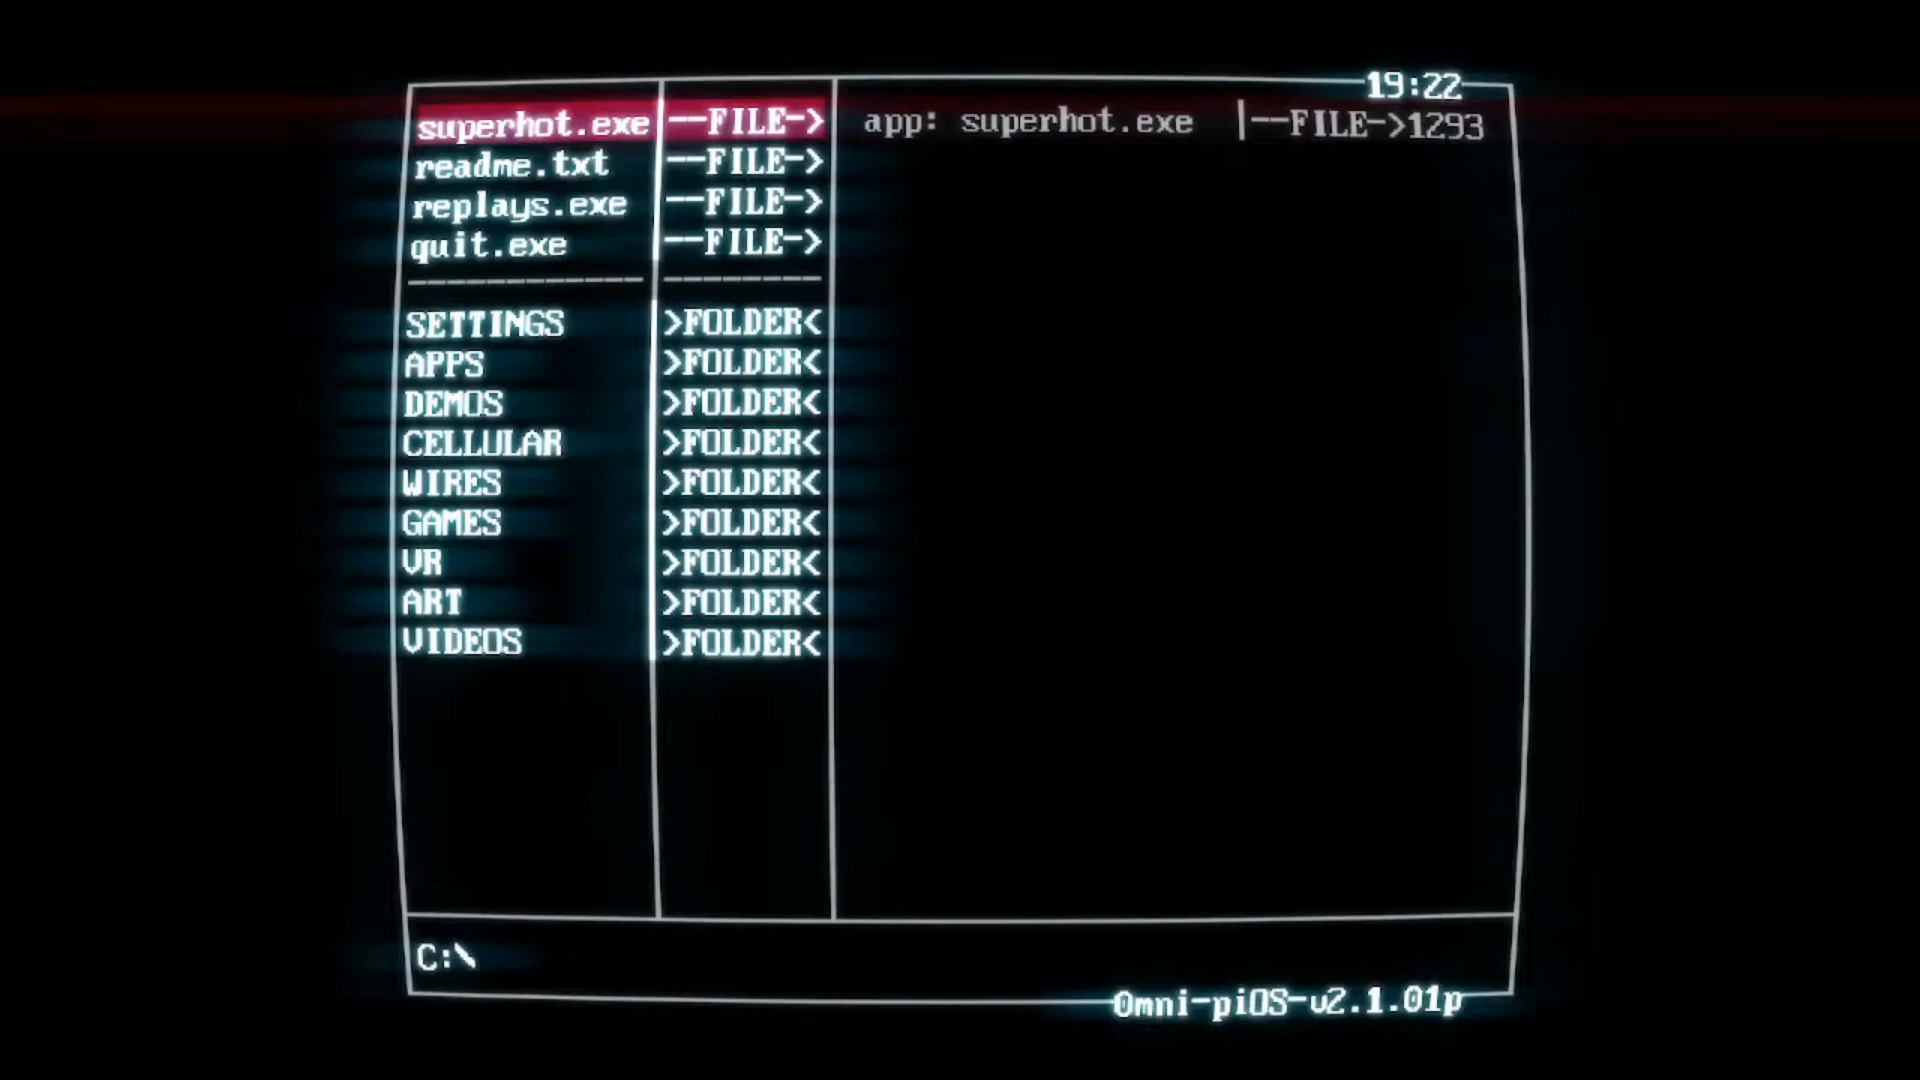 19:22
superhot.exe --FILE-> app: superhot.exe |--FILE->1293
readme.txt --FILE->
replays.exe --FILE->
quit.exe --FILE->
SETTINGS >FOLDER<
APPS >FOLDER<
DEMOS >FOLDER<
CELLULAR >FOLDER<
WIRES >FOLDER<
GAMES >FOLDER<
VR >FOLDER<
ART >FOLDER<
VIDEOS >FOLDER<
C:\
Omni-piOS-v2.1.01p